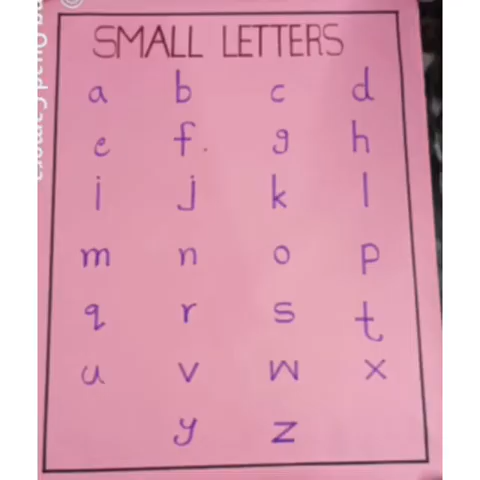 SMALL LETTERS
a b c d
e f g h
i j k l
m n o p
q r s t
u v w x
y z